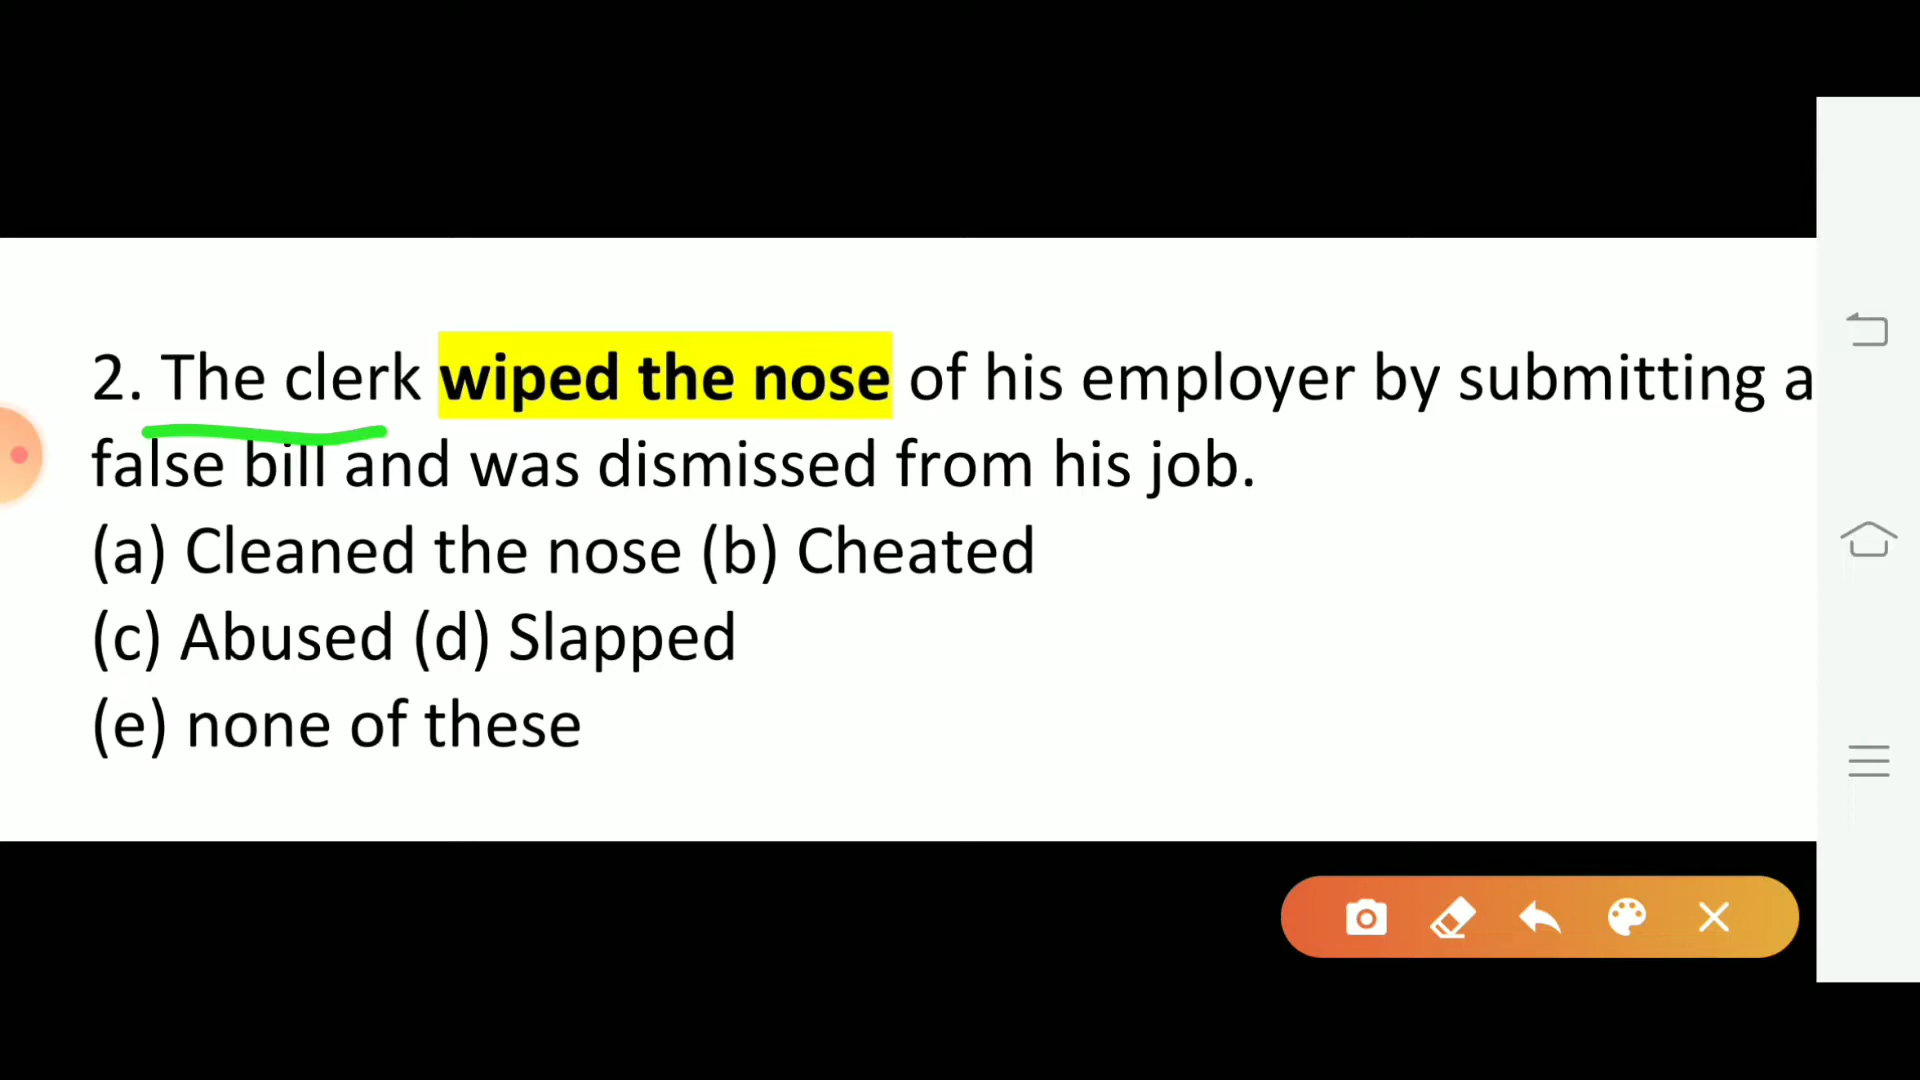 2. The clerk wiped the nose of his employer by submitting a
false bill and was dismissed from his job.
(a) Cleaned the nose (b) Cheated
(c) Abused (d) Slapped
(e) none of these